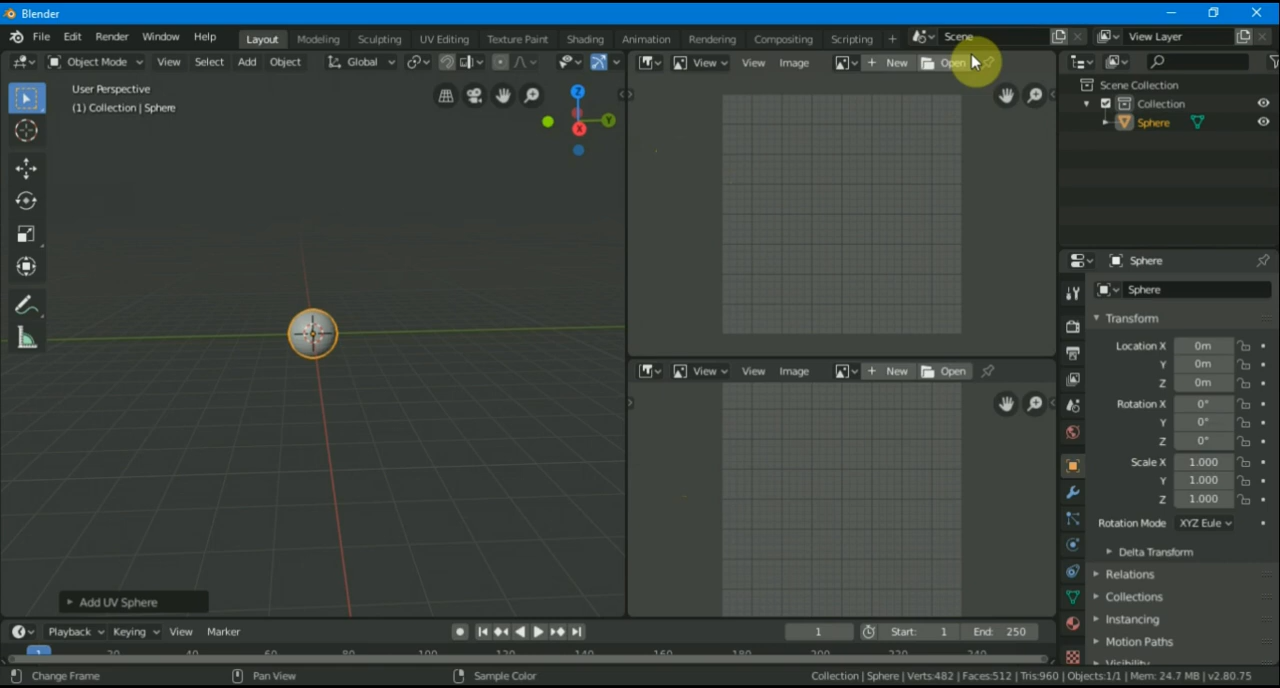 Blender
File Edit Render Window Help Layout Modeling Sculpting UV Editing Texture Paint Shading Animation Rendering Compositing Scripting + Scene View Layer
Object Mode View Select Add Object Global
View View Image + New Open
User Perspective
(1) Collection | Sphere
Z
Y
X
Scene Collection
Collection
Sphere
Sphere
Sphere
Transform
Location X 0m
Y 0m
Z 0m
Rotation X 0°
Y 0°
Z 0°
Scale X 1.000
Y 1.000
Z 1.000
Rotation Mode XYZ Eule
Delta Transform
Relations
Collections
Instancing
Motion Paths
Visibility
View View Image + New Open
Add UV Sphere
Playback Keying View Marker 1 Start: 1 End: 250
1 20 40 60 80 100 120 140 160 180 200 220 240
Change Frame Pan View Sample Color Collection | Sphere | Verts:482 | Faces:512 | Tris:960 | Objects:1/1 | Mem: 24.7 MB | v2.80.75